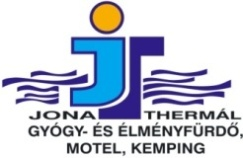 JONA THERMÁL
GYÓGY- ÉS ÉLMÉNYFÜRDŐ,
MOTEL, KEMPING